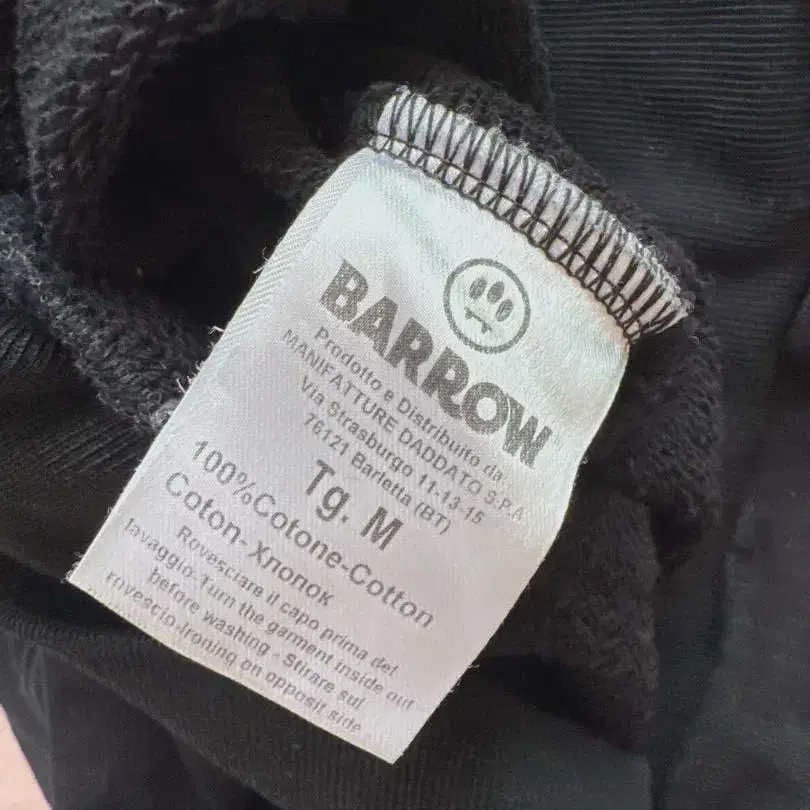 BARROW
Prodotto e Distribuito da
MANIFATTURE DADDATO S.P.A
Via Strasburgo 11-13-15
76121 Barletta (BT)
Tg. M
100%Cotone-Cotton
Coton- Хлопок
Rovesciare il capo prima del
lavaggio-Turn the garment inside out
before washing - Stirare sul
rovescio-Ironing on opposit side -